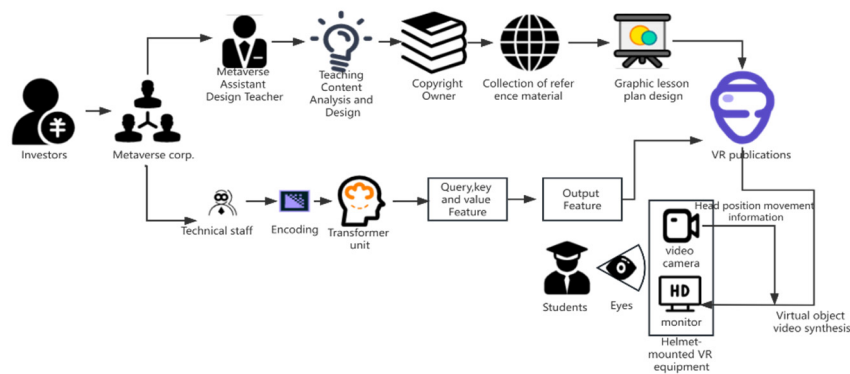 Investors
Metaverse corp.
Metaverse
Assistant
Design Teacher
Teaching
Content
Analysis and
Design
Copyright
Owner
Collection of refer
ence material
Graphic lesson
plan design
VR publications
Technical staff
Encoding
Transformer
unit
Query,key
and value
Feature
Output
Feature
Head position movement
information
video
camera
HD
monitor
Students
Eyes
Virtual object
video synthesis
Helmet-
mounted VR
equipment